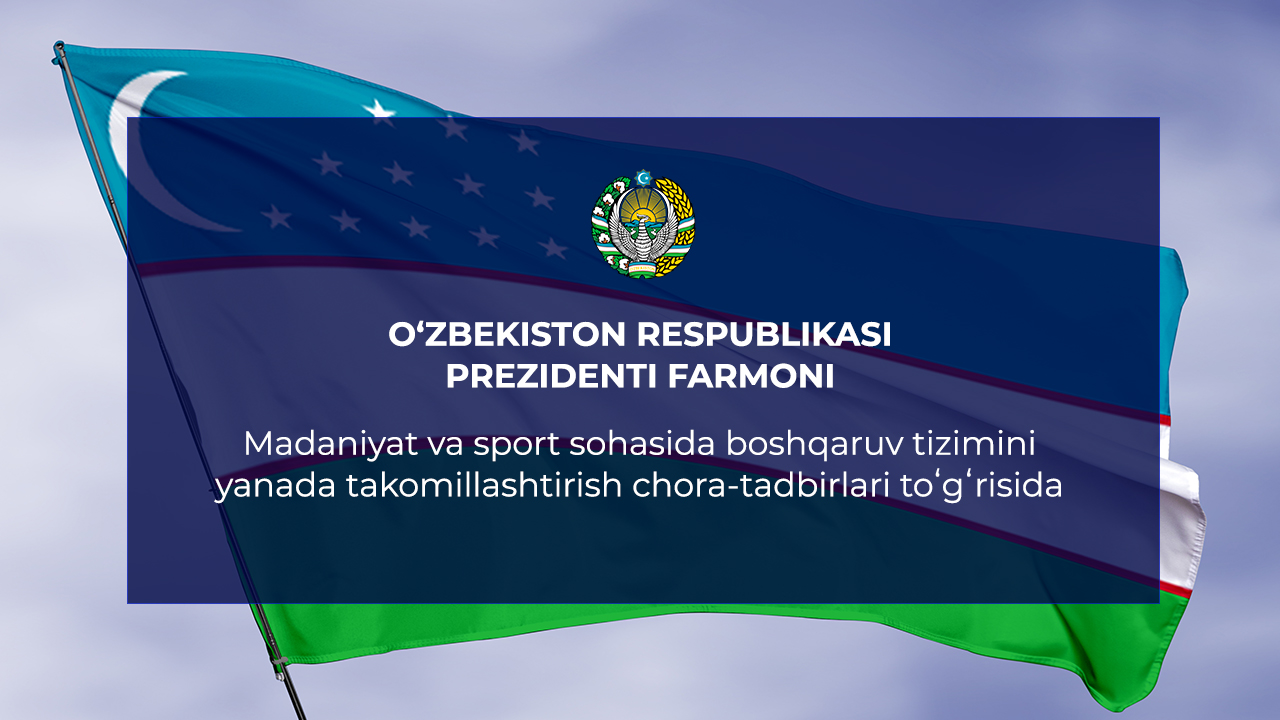 O‘ZBEKISTON RESPUBLIKASI
PREZIDENTI FARMONI
Madaniyat va sport sohasida boshqaruv tizimini
yanada takomillashtirish chora-tadbirlari to‘g‘risida